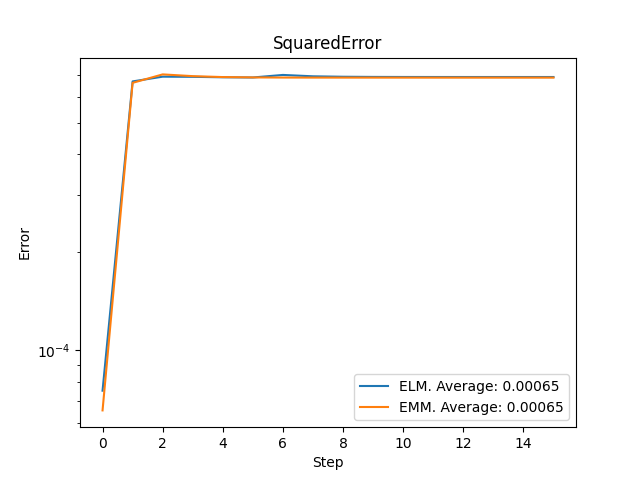 SquaredError
Error
10⁻⁴
ELM. Average: 0.00065
EMM. Average: 0.00065
0 2 4 6 8 10 12 14
Step